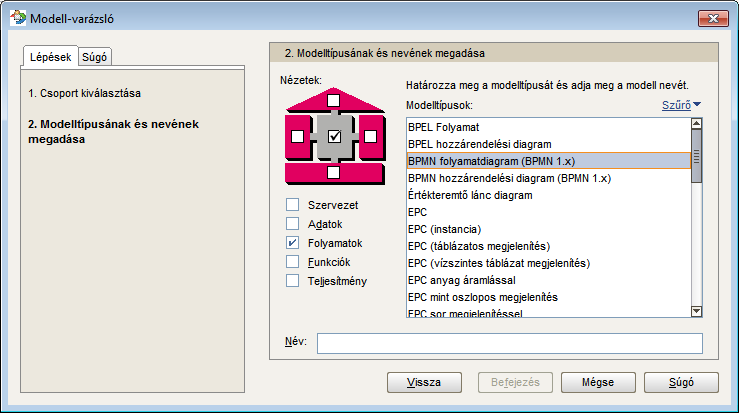 Modell-varázsló
Lépések
Súgó
1. Csoport kiválasztása
2. Modelltípusának és nevének
megadása
2. Modelltípusának és nevének megadása
Nézetek:
Szervezet
Adatok
Folyamatok
Funkciók
Teljesítmény
Határozza meg a modelltípusát és adja meg a modell nevét.
Modelltípusok:
Szűrő
BPEL Folyamat
BPEL hozzárendelési diagram
BPMN folyamatdiagram (BPMN 1.x)
BPMN hozzárendelési diagram (BPMN 1.x)
Értékteremtő lánc diagram
EPC
EPC (instancia)
EPC (táblázatos megjelenítés)
EPC (vízszintes táblázat megjelenítés)
EPC anyag áramlással
EPC mint oszlopos megjelenítés
EPC sor megjelenítéssel
Név:
Vissza
Befejezés
Mégse
Súgó